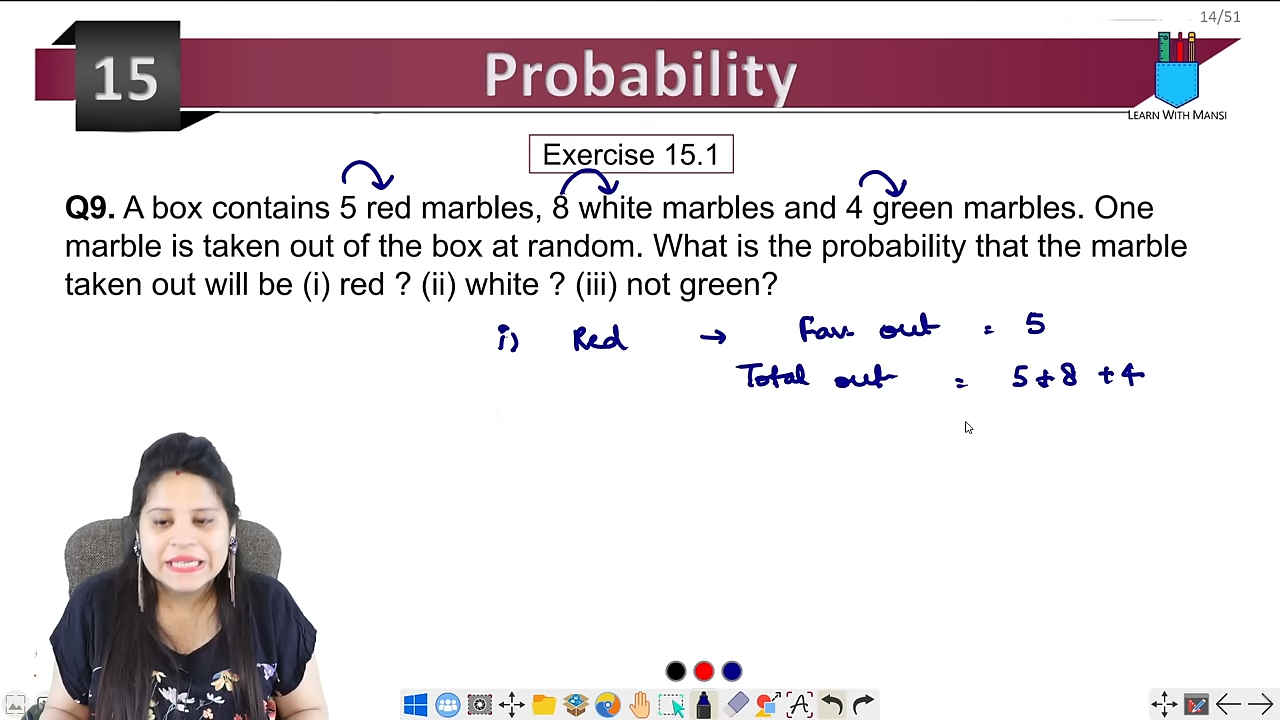 14/51
15
Probability
LEARN WITH MANSI
Exercise 15.1
Q9. A box contains 5 red marbles, 8 white marbles and 4 green marbles. One
marble is taken out of the box at random. What is the probability that the marble
taken out will be (i) red ? (ii) white ? (iii) not green?
i) Red → Fav. out = 5
Total out = 5+8+4